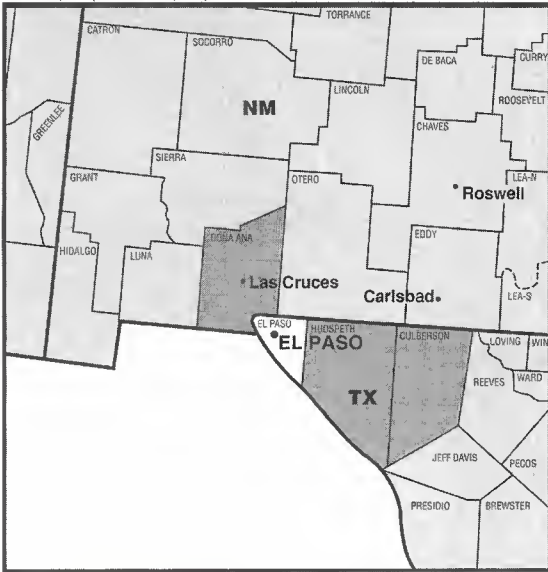 TORRANCE
CATRON
SOCORRO
DE BACA
CURRY
LINCOLN
ROOSEVELT
NM
GREENLEE
CHAVES
SIERRA
GRANT
OTERO
LEA-N
Roswell
DONA ANA
EDDY
HIDALGO
LUNA
Las Cruces
Carlsbad
LEA-S
EL PASO
HUDSPETH
CULBERSON
LOVING
WIN
EL PASO
WARD
REEVES
TX
JEFF DAVIS
PECOS
PRESIDIO
BREWSTER